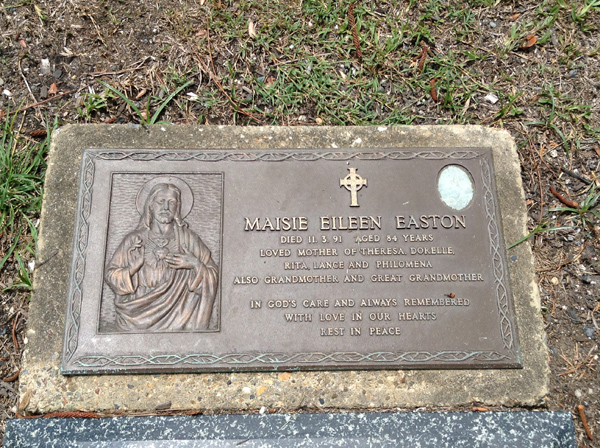 MAISIE EILEEN EASTON
DIED 11. 3. 91 AGED 84 YEARS
LOVED MOTHER OF THERESA, DORELLE,
RITA, LANCE AND PHILOMENA
ALSO GRANDMOTHER AND GREAT GRANDMOTHER
IN GOD'S CARE AND ALWAYS REMEMBERED
WITH LOVE IN OUR HEARTS
REST IN PEACE